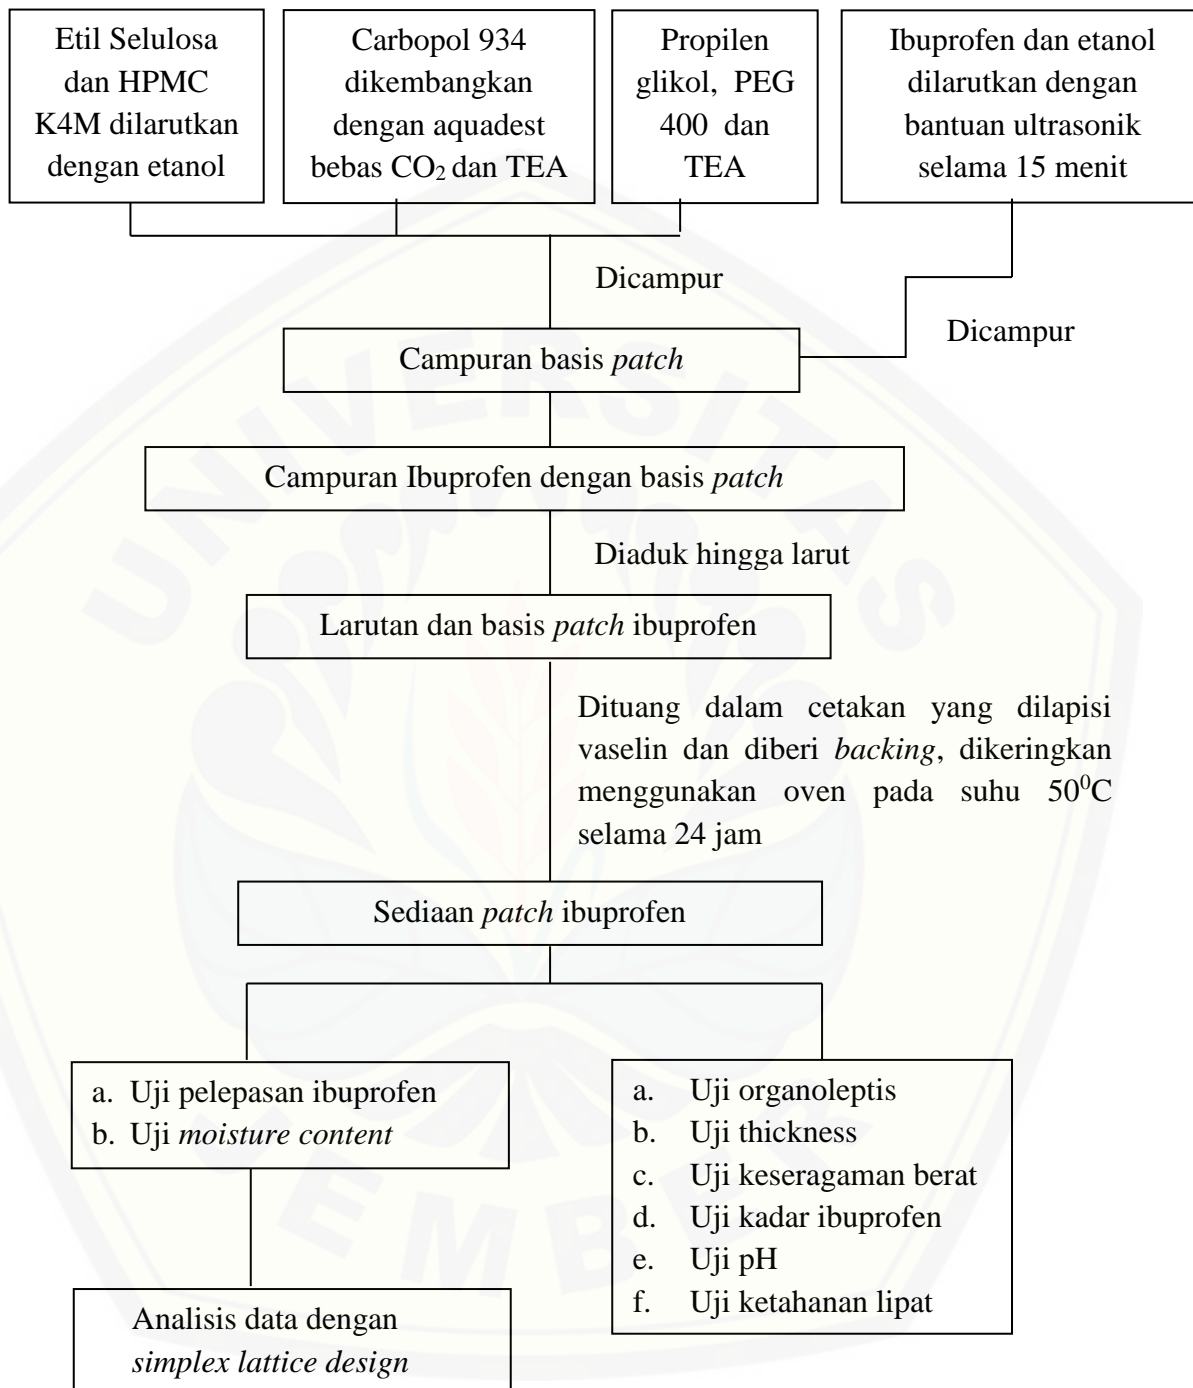 Etil Selulosa
dan HPMC
K4M dilarutkan
dengan etanol
Carbopol 934
dikembangkan
dengan aquadest
bebas CO₂ dan TEA
Propilen
glikol, PEG
400 dan
TEA
Ibuprofen dan etanol
dilarutkan dengan
bantuan ultrasonik
selama 15 menit
Dicampur
Dicampur
Campuran basis patch
Campuran Ibuprofen dengan basis patch
Diaduk hingga larut
Larutan dan basis patch ibuprofen
Dituang dalam cetakan yang dilapisi
vaselin dan diberi backing, dikeringkan
menggunakan oven pada suhu 50⁰C
selama 24 jam
Sediaan patch ibuprofen
a. Uji pelepasan ibuprofen
b. Uji moisture content
a. Uji organoleptis
b. Uji thickness
c. Uji keseragaman berat
d. Uji kadar ibuprofen
e. Uji pH
f. Uji ketahanan lipat
Analisis data dengan
simplex lattice design
UNIVERSITAS
JEMBER